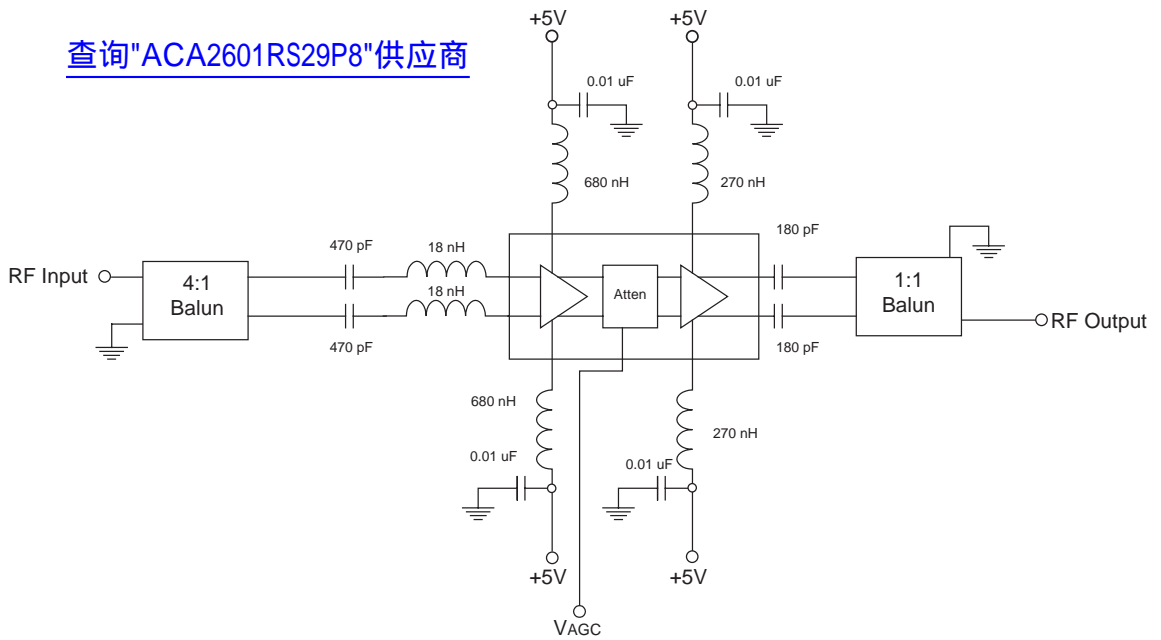 +5V
+5V
查询"ACA2601RS29P8"供应商
0.01 uF
0.01 uF
680 nH
270 nH
470 pF
18 nH
180 pF
RF Input
4:1
Balun
18 nH
Atten
1:1
Balun
RF Output
470 pF
180 pF
680 nH
270 nH
0.01 uF
0.01 uF
+5V
+5V
VAGC